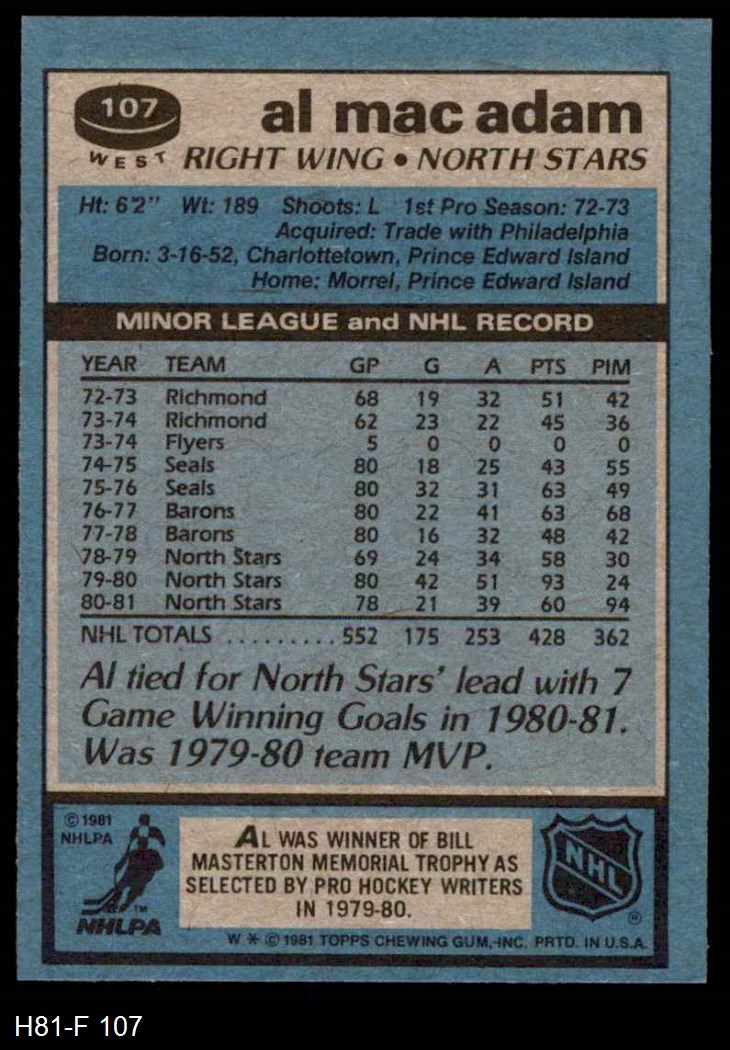 107
WEST
al mac adam
RIGHT WING • NORTH STARS
Ht: 6'2" Wt: 189 Shoots: L 1st Pro Season: 72-73
Acquired: Trade with Philadelphia
Born: 3-16-52, Charlottetown, Prince Edward Island
Home: Morrel, Prince Edward Island
MINOR LEAGUE and NHL RECORD
YEAR TEAM GP G A PTS PIM
72-73 Richmond 68 19 32 51 42
73-74 Richmond 62 23 22 45 36
73-74 Flyers 5 0 0 0 0
74-75 Seals 80 18 25 43 55
75-76 Seals 80 32 31 63 49
76-77 Barons 80 22 41 63 68
77-78 Barons 80 16 32 48 42
78-79 North Stars 69 24 34 58 30
79-80 North Stars 80 42 51 93 24
80-81 North Stars 78 21 39 60 94
NHL TOTALS .......... 552 175 253 428 362
Al tied for North Stars' lead with 7
Game Winning Goals in 1980-81.
Was 1979-80 team MVP.
© 1981
NHLPA
TM
NHLPA
AL WAS WINNER OF BILL
MASTERTON MEMORIAL TROPHY AS
SELECTED BY PRO HOCKEY WRITERS
IN 1979-80.
NHL
®
W * © 1981 TOPPS CHEWING GUM, INC. PRTD. IN U.S.A.
H81-F 107